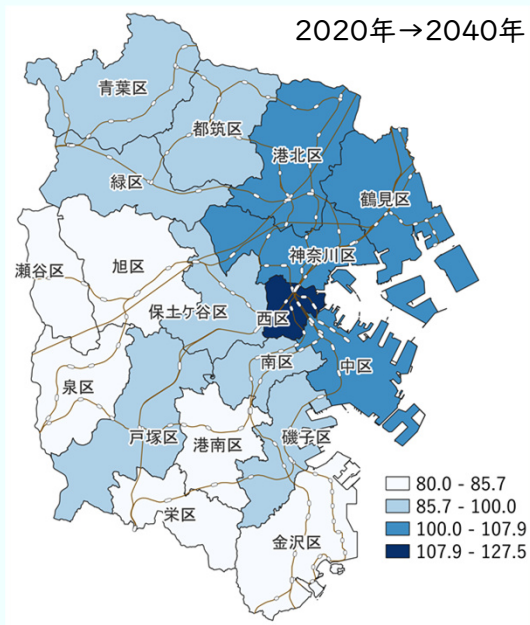 2020年→2040年
青葉区
都筑区
港北区
緑区
鶴見区
神奈川区
瀬谷区
旭区
保土ケ谷区
西区
南区
中区
泉区
戸塚区
港南区
磯子区
栄区
金沢区
80.0 - 85.7
85.7 - 100.0
100.0 - 107.9
107.9 - 127.5